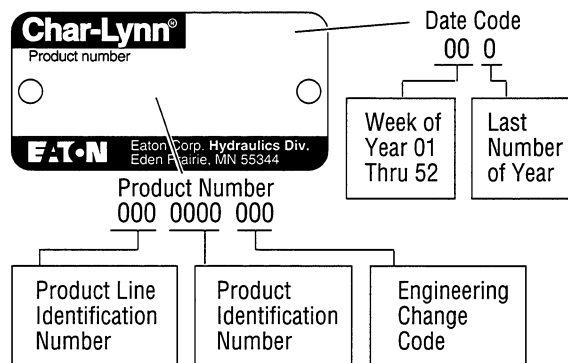 Char-Lynn®
Product number
EATON
Eaton Corp. Hydraulics Div.
Eden Prairie, MN 55344
Date Code
00 0
Week of
Year 01
Thru 52
Last
Number
of Year
Product Number
000 0000 000
Product Line
Identification
Number
Product
Identification
Number
Engineering
Change
Code